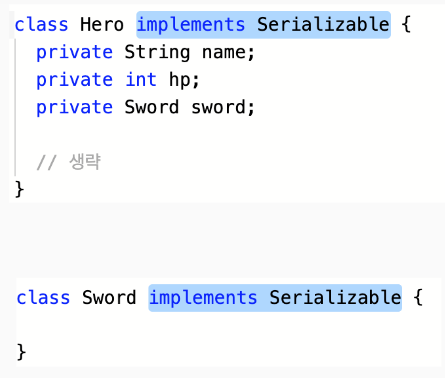 class Hero implements Serializable {
private String name;
private int hp;
private Sword sword;
// 생략
}
class Sword implements Serializable {
}